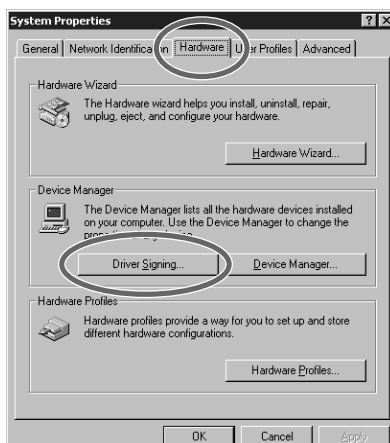 System Properties
General Network Identification Hardware User Profiles Advanced
Hardware Wizard
The Hardware wizard helps you install, uninstall, repair,
unplug, eject, and configure your hardware.
Hardware Wizard...
Device Manager
The Device Manager lists all the hardware devices installed
on your computer. Use the Device Manager to change the
Driver Signing... Device Manager...
Hardware Profiles
Hardware profiles provide a way for you to set up and store
different hardware configurations.
Hardware Profiles...
OK Cancel Apply